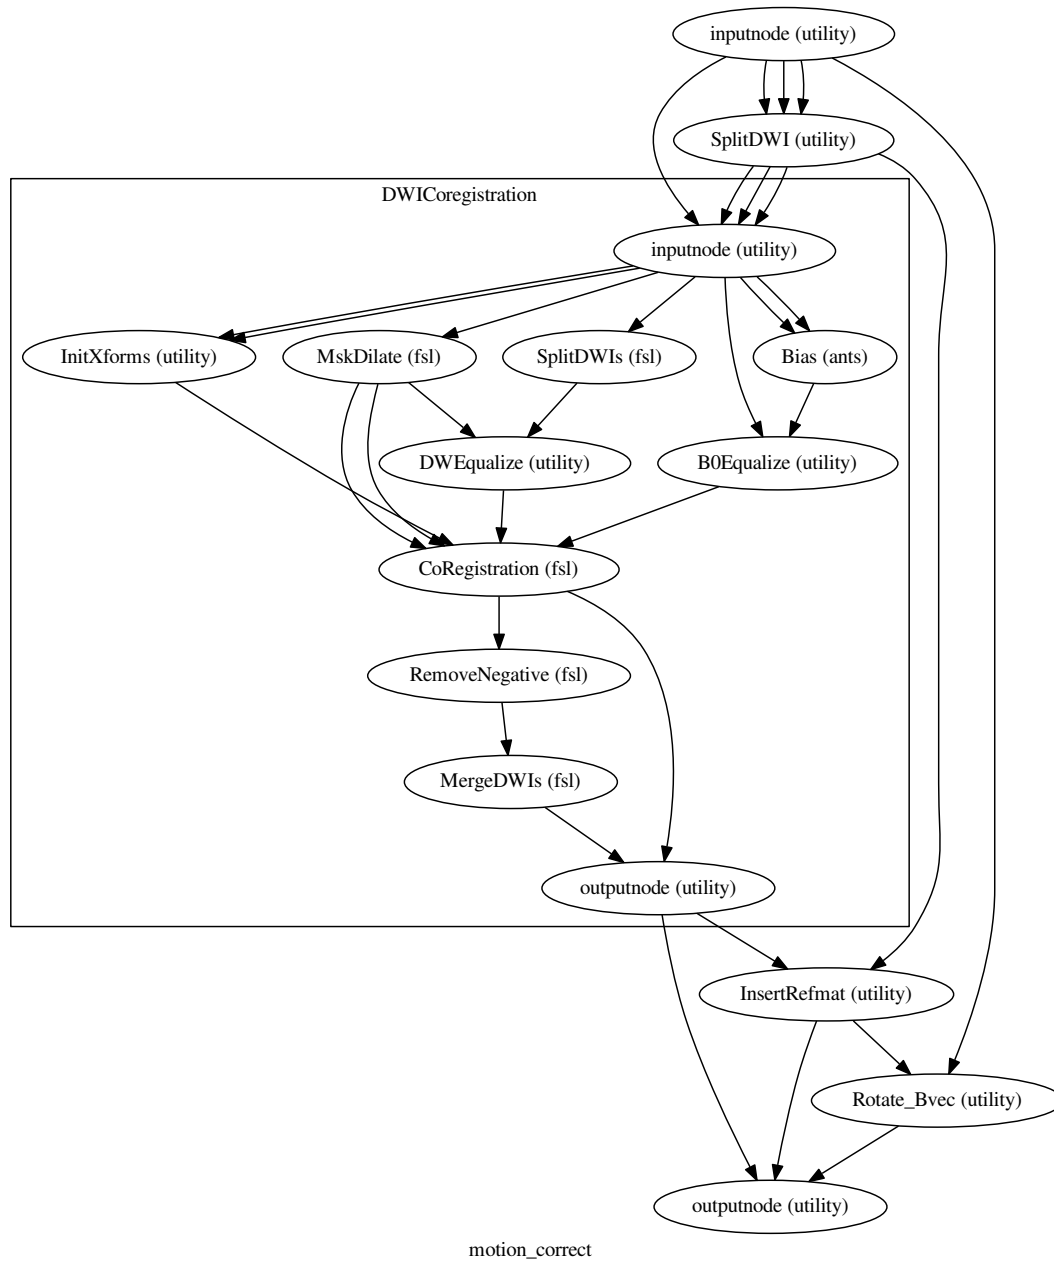 inputnode (utility)
SplitDWI (utility)
DWICoregistration
inputnode (utility)
InitXforms (utility)
MskDilate (fsl)
SplitDWIs (fsl)
Bias (ants)
DWEqualize (utility)
B0Equalize (utility)
CoRegistration (fsl)
RemoveNegative (fsl)
MergeDWIs (fsl)
outputnode (utility)
InsertRefmat (utility)
Rotate_Bvec (utility)
outputnode (utility)
motion_correct